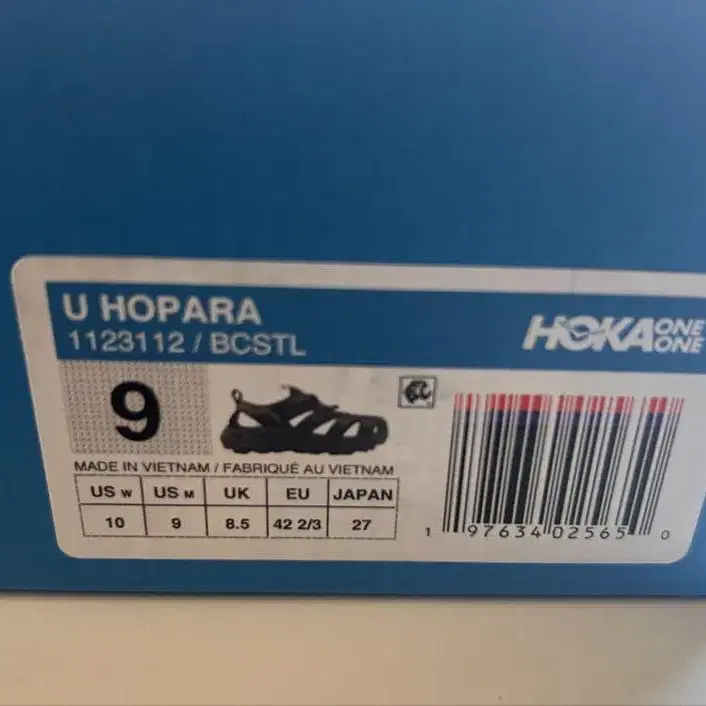 U HOPARA
1123112 / BCSTL
HOKA ONE ONE
9
MADE IN VIETNAM / FABRIQUÉ AU VIETNAM
US W US M UK EU JAPAN
10 9 8.5 42 2/3 27
1 97634 02565 0